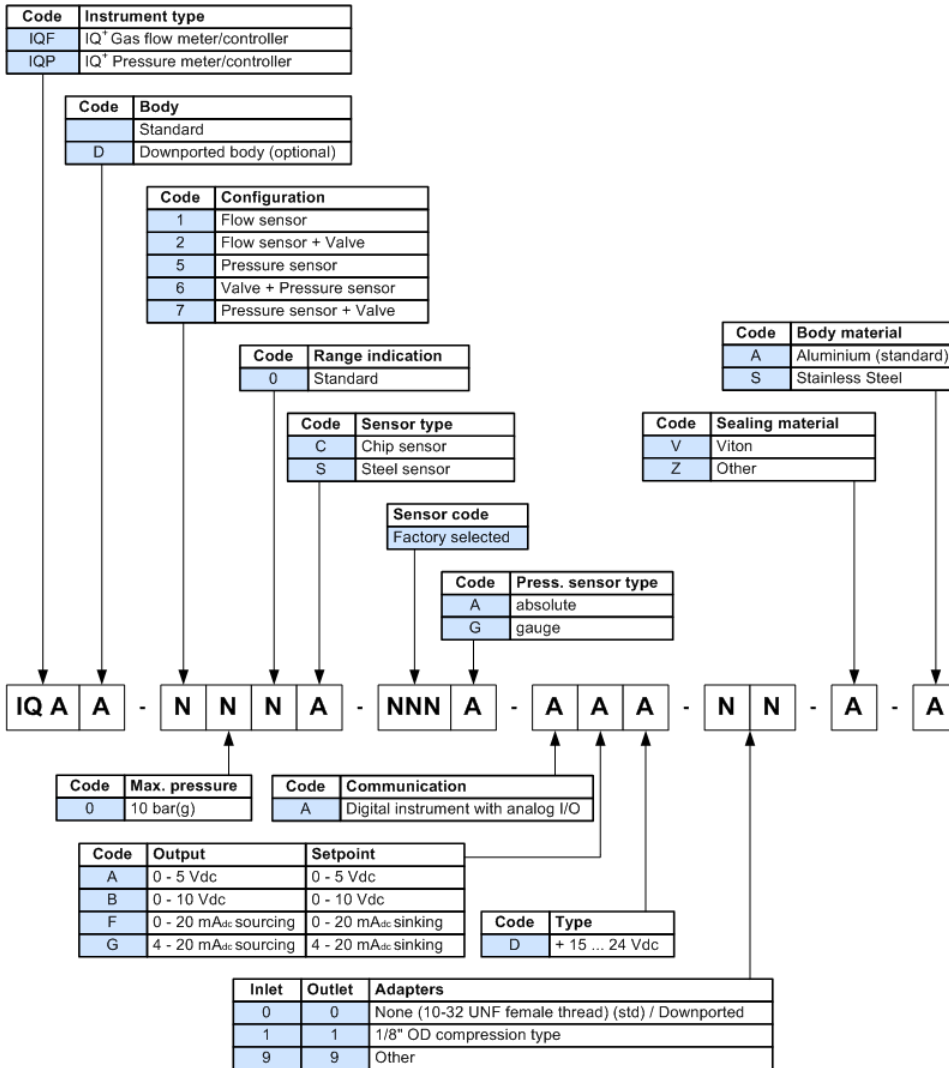 Code Instrument type
IQF IQ+ Gas flow meter/controller
IQP IQ+ Pressure meter/controller
Code Body
Standard
D Downported body (optional)
Code Configuration
1 Flow sensor
2 Flow sensor + Valve
5 Pressure sensor
6 Valve + Pressure sensor
7 Pressure sensor + Valve
Code Range indication
0 Standard
Code Body material
A Aluminium (standard)
S Stainless Steel
Code Sensor type
C Chip sensor
S Steel sensor
Code Sealing material
V Viton
Z Other
Sensor code
Factory selected
Code Press. sensor type
A absolute
G gauge
IQ A A - N N N A - NNN A - A A A - N N - A - A
Code Max. pressure
0 10 bar(g)
Code Communication
A Digital instrument with analog I/O
Code Output Setpoint
A 0 - 5 Vdc 0 - 5 Vdc
B 0 - 10 Vdc 0 - 10 Vdc
F 0 - 20 mAdc sourcing 0 - 20 mAdc sinking
G 4 - 20 mAdc sourcing 4 - 20 mAdc sinking
Code Type
D + 15 ... 24 Vdc
Inlet Outlet Adapters
0 0 None (10-32 UNF female thread) (std) / Downported
1 1 1/8" OD compression type
9 9 Other